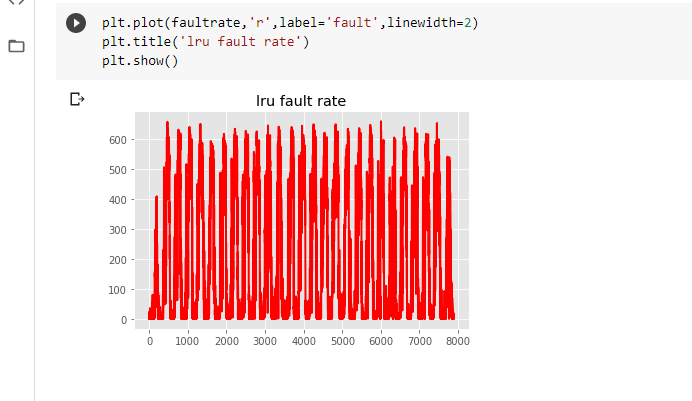 plt.plot(faultrate,'r',label='fault',linewidth=2)
plt.title('lru fault rate')
plt.show()
lru fault rate
600
500
400
300
200
100
0
0 1000 2000 3000 4000 5000 6000 7000 8000